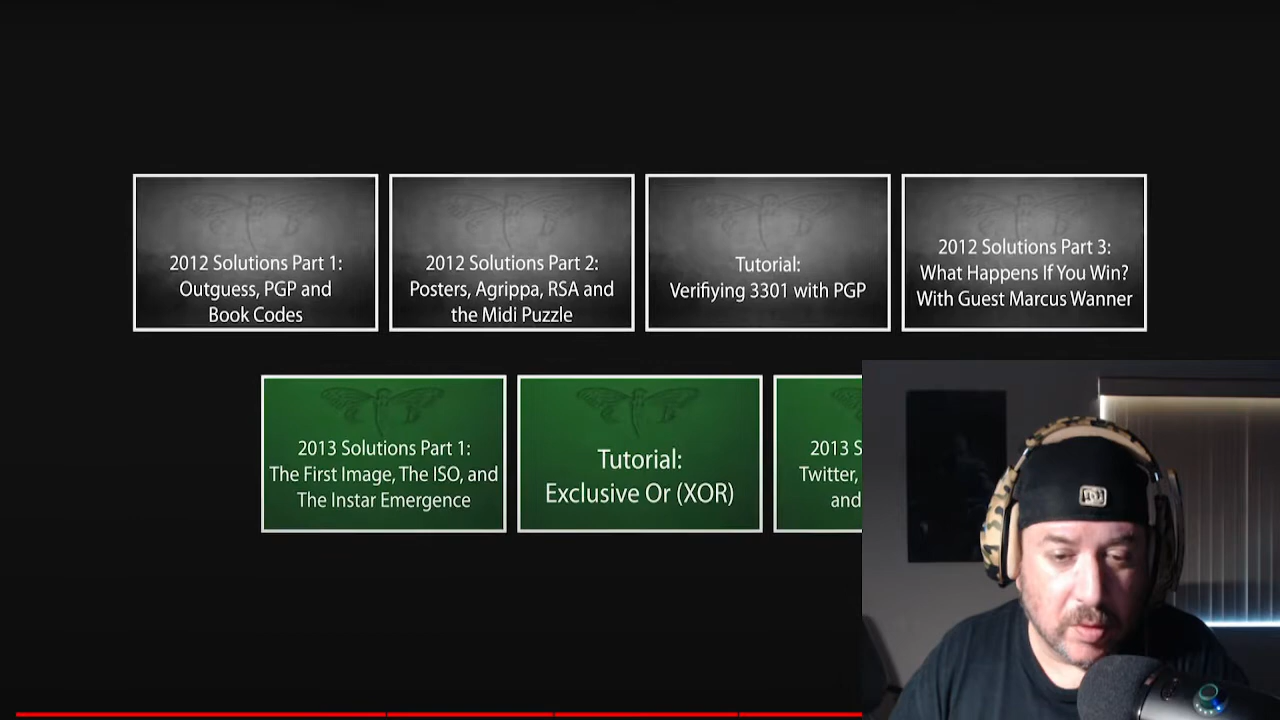 2012 Solutions Part 1:
Outguess, PGP and
Book Codes
2012 Solutions Part 2:
Posters, Agrippa, RSA and
the Midi Puzzle
Tutorial:
Verifiying 3301 with PGP
2012 Solutions Part 3:
What Happens If You Win?
With Guest Marcus Wanner
2013 Solutions Part 1:
The First Image, The ISO, and
The Instar Emergence
Tutorial:
Exclusive Or (XOR)
2013 S
Twitter,
and